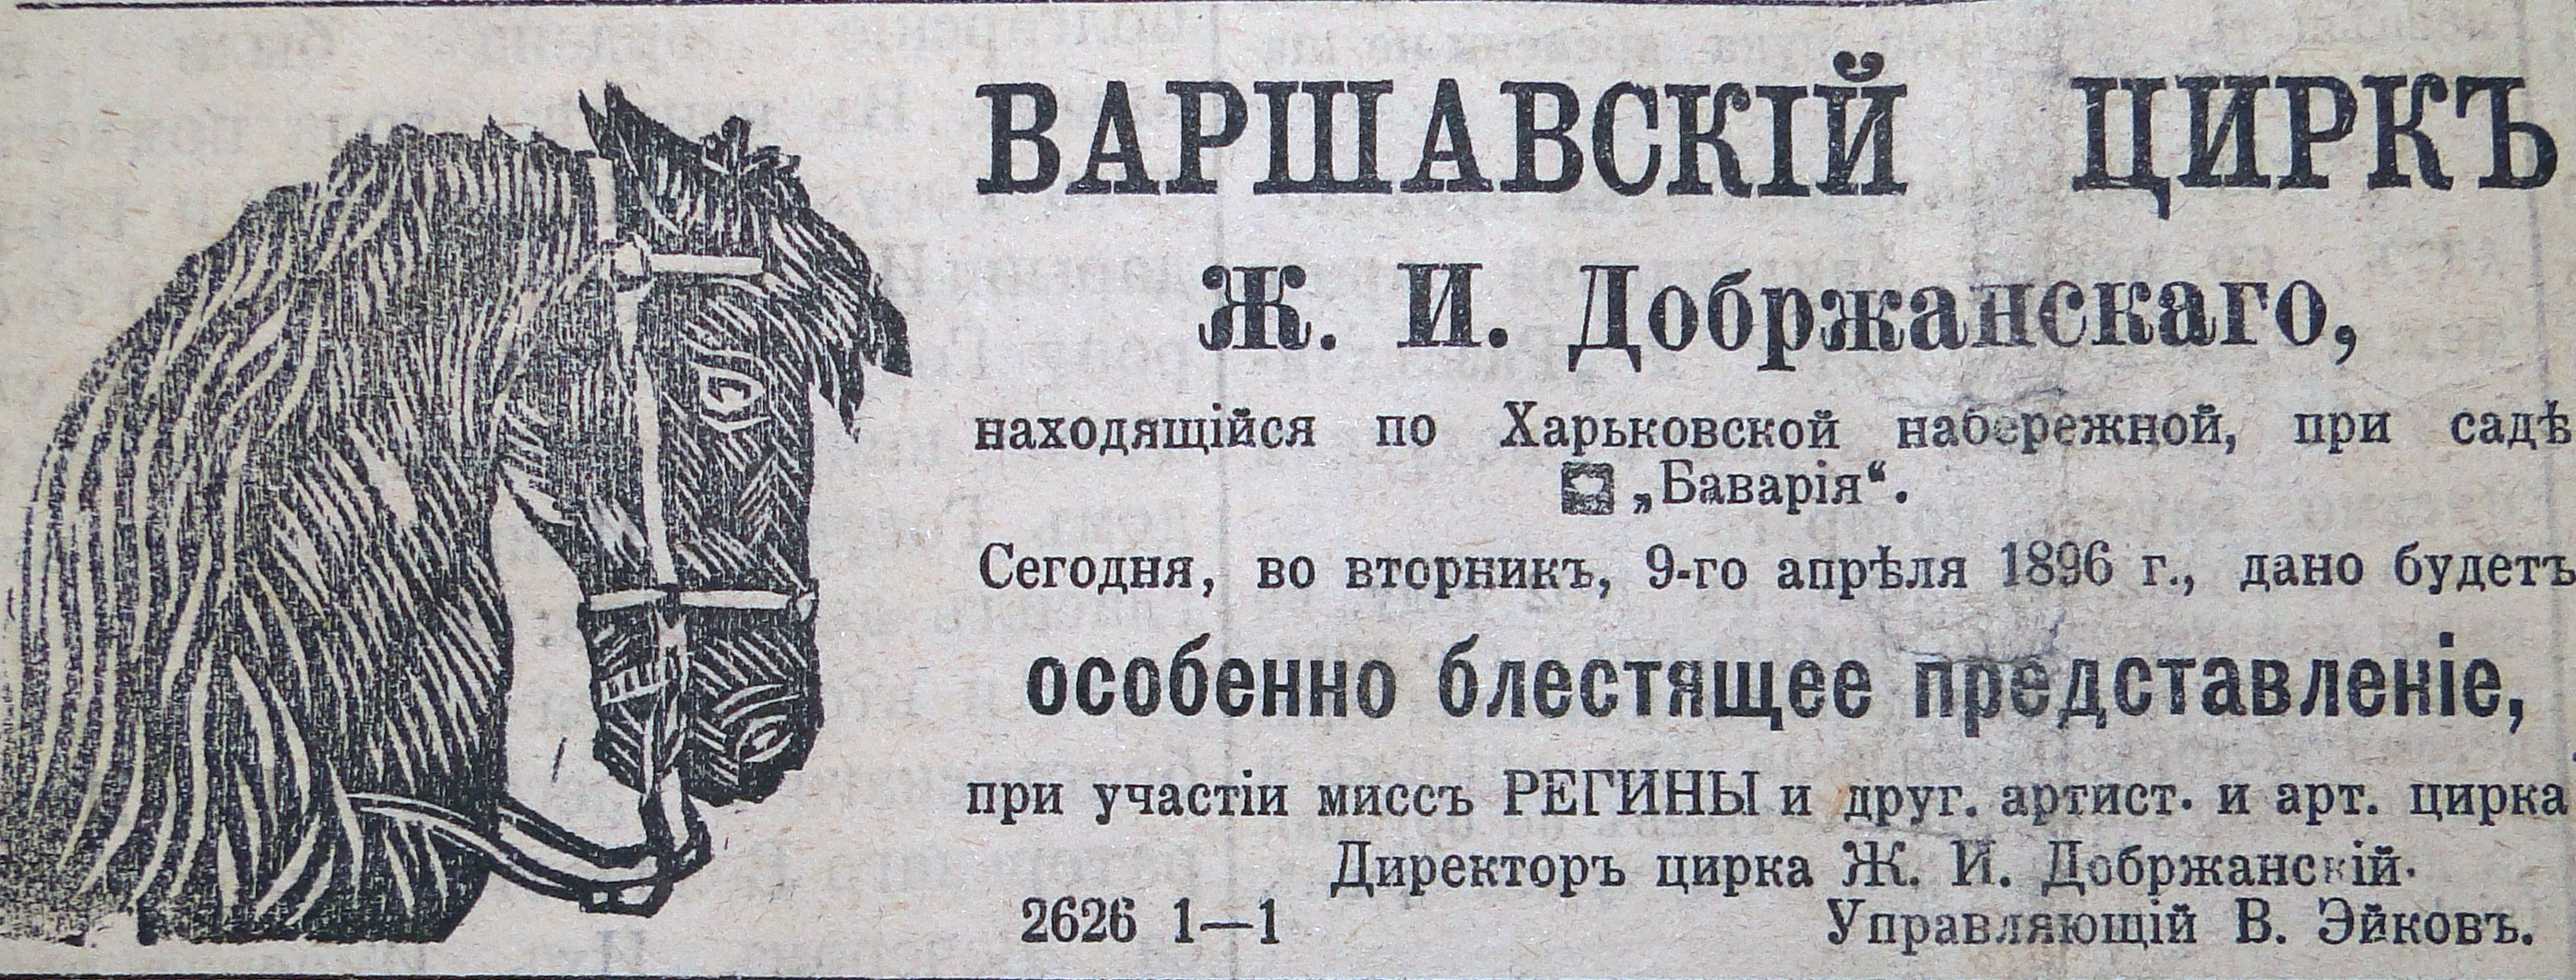 ВАРШАВСКІЙ ЦИРКЪ
Ж. И. Добржанскаго,
находящійся по Харьковской набережной, при садѣ
„Баварія“.
Сегодня, во вторникъ, 9-го апрѣля 1896 г., дано будетъ
особенно блестящее представленіе,
при участіи миссъ РЕГИНЫ и друг. артист. и арт. цирка
Директоръ цирка Ж. И. Добржанскій.
2626 1—1 Управляющій В. Эйковъ.